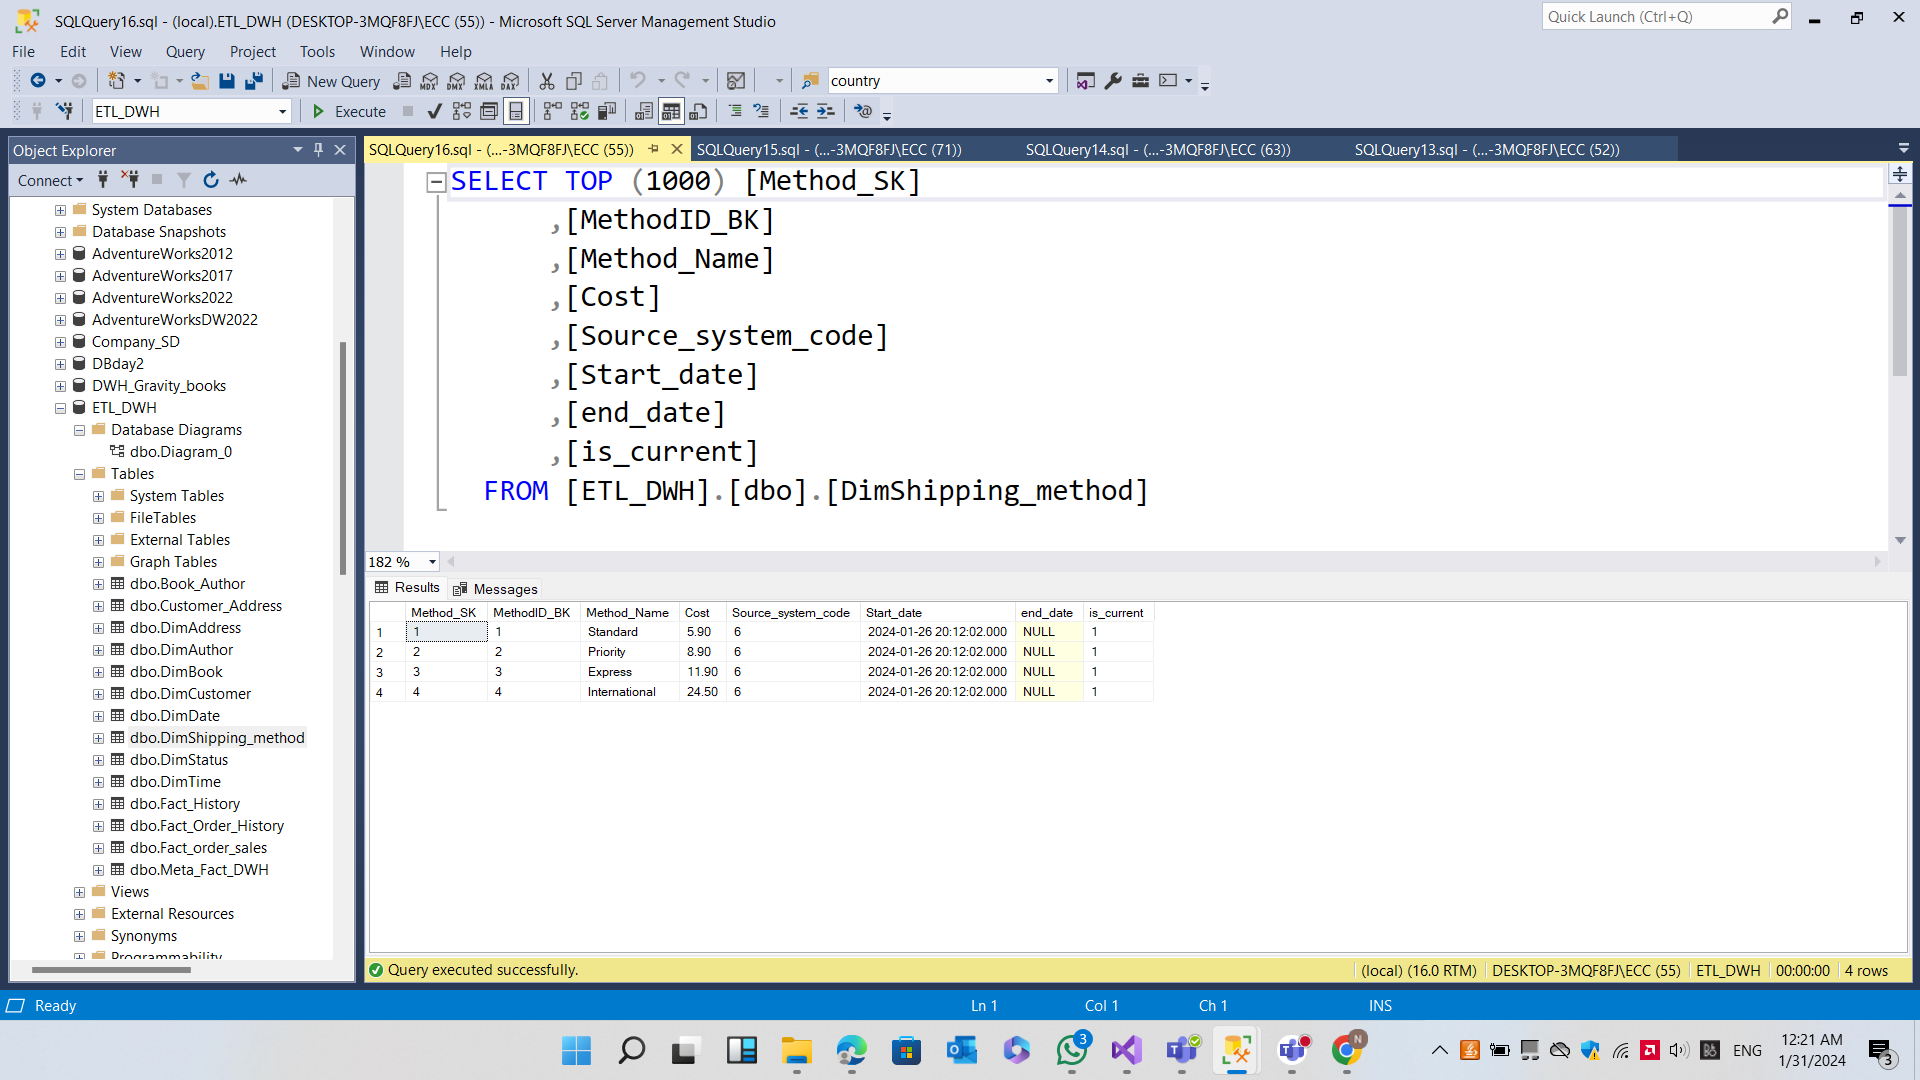 SQLQuery16.sql - (local).ETL_DWH (DESKTOP-3MQF8FJ\ECC (55)) - Microsoft SQL Server Management Studio
Quick Launch (Ctrl+Q)
File Edit View Query Project Tools Window Help
New Query
MDX DMX XMLA DAX
country
ETL_DWH
Execute
Object Explorer
Connect
System Databases
Database Snapshots
AdventureWorks2012
AdventureWorks2017
AdventureWorks2022
AdventureWorksDW2022
Company_SD
DBday2
DWH_Gravity_books
ETL_DWH
Database Diagrams
dbo.Diagram_0
Tables
System Tables
FileTables
External Tables
Graph Tables
dbo.Book_Author
dbo.Customer_Address
dbo.DimAddress
dbo.DimAuthor
dbo.DimBook
dbo.DimCustomer
dbo.DimDate
dbo.DimShipping_method
dbo.DimStatus
dbo.DimTime
dbo.Fact_History
dbo.Fact_Order_History
dbo.Fact_order_sales
dbo.Meta_Fact_DWH
Views
External Resources
Synonyms
Programmability
SQLQuery16.sql - (...-3MQF8FJ\ECC (55))
SQLQuery15.sql - (...-3MQF8FJ\ECC (71))
SQLQuery14.sql - (...-3MQF8FJ\ECC (63))
SQLQuery13.sql - (...-3MQF8FJ\ECC (52))
SELECT TOP (1000) [Method_SK]
,[MethodID_BK]
,[Method_Name]
,[Cost]
,[Source_system_code]
,[Start_date]
,[end_date]
,[is_current]
FROM [ETL_DWH].[dbo].[DimShipping_method]
182 %
Results Messages
Method_SK MethodID_BK Method_Name Cost Source_system_code Start_date end_date is_current
1 1 1 Standard 5.90 6 2024-01-26 20:12:02.000 NULL 1
2 2 2 Priority 8.90 6 2024-01-26 20:12:02.000 NULL 1
3 3 3 Express 11.90 6 2024-01-26 20:12:02.000 NULL 1
4 4 4 International 24.50 6 2024-01-26 20:12:02.000 NULL 1
Query executed successfully.
(local) (16.0 RTM) DESKTOP-3MQF8FJ\ECC (55) ETL_DWH 00:00:00 4 rows
Ready
Ln 1 Col 1 Ch 1 INS
3
N
ENG
12:21 AM
1/31/2024
3